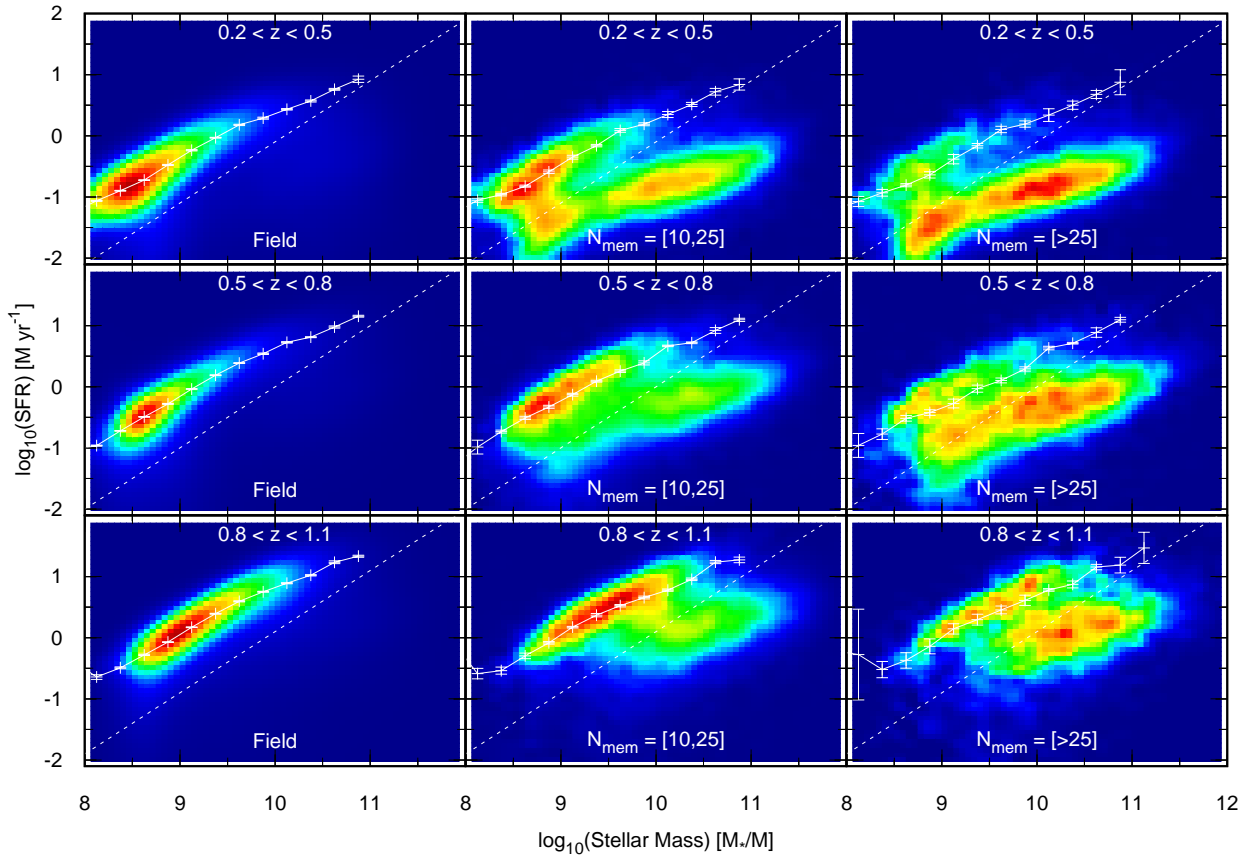 2
0.2 < z < 0.5
0.2 < z < 0.5
0.2 < z < 0.5
1
0
-1
Field
N_mem = [10,25]
N_mem = [>25]
-2
0.5 < z < 0.8
0.5 < z < 0.8
0.5 < z < 0.8
1
log₁₀(SFR) [M yr⁻¹]
0
-1
Field
N_mem = [10,25]
N_mem = [>25]
-2
0.8 < z < 1.1
0.8 < z < 1.1
0.8 < z < 1.1
1
0
-1
Field
N_mem = [10,25]
N_mem = [>25]
-2
8 9 10 11 8 9 10 11 8 9 10 11 12
log₁₀(Stellar Mass) [M*/M]